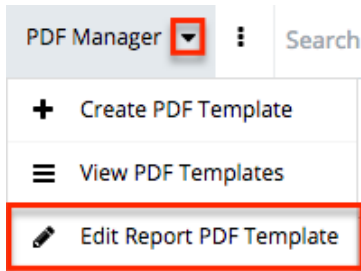 PDF Manager
Search
Create PDF Template
View PDF Templates
Edit Report PDF Template